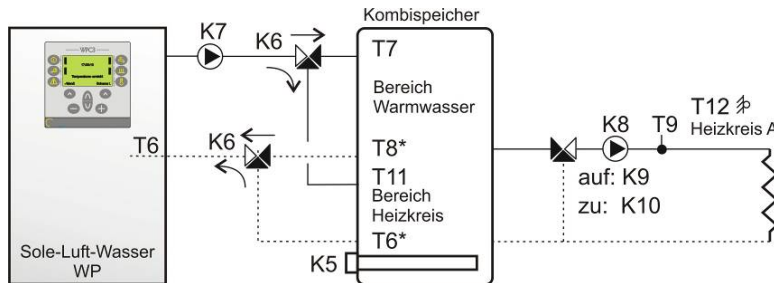 Kombispeicher
K7
K6
T7
Bereich
Warmwasser
T6
K6
T8*
T11
Bereich
Heizkreis
T6*
K5
K8
T9
T12
Heizkreis A
auf: K9
zu: K10
Sole-Luft-Wasser
WP